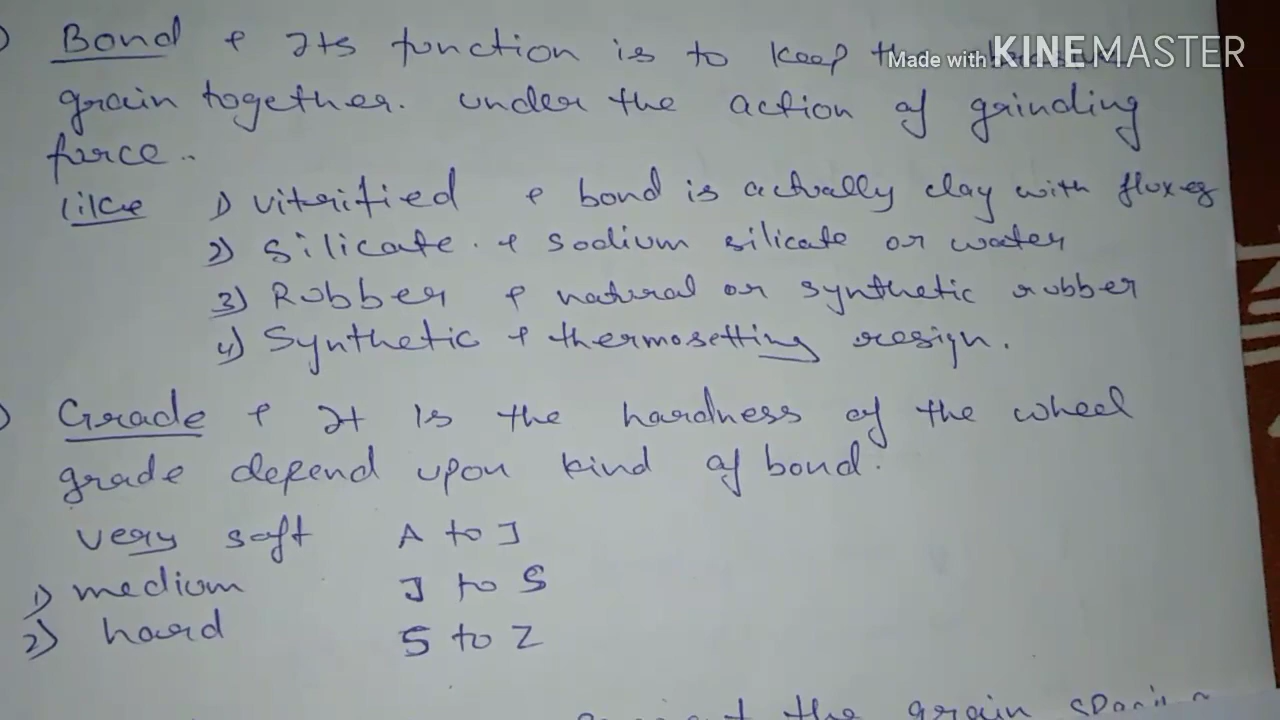 Bond + Its function is to keep the
Made with KINEMASTER
grain together. under the action of grinding
force..
like 1) vitrified + bond is actually clay with fluxes
2) Silicate. + sodium silicate or water
3) Rubber + natural or synthetic rubber
4) Synthetic + thermosetting resign.
Grade + It is the hardness of the wheel
grade depend upon kind of bond.
very soft A to J
1) medium J to S
2) hard S to Z
the grain